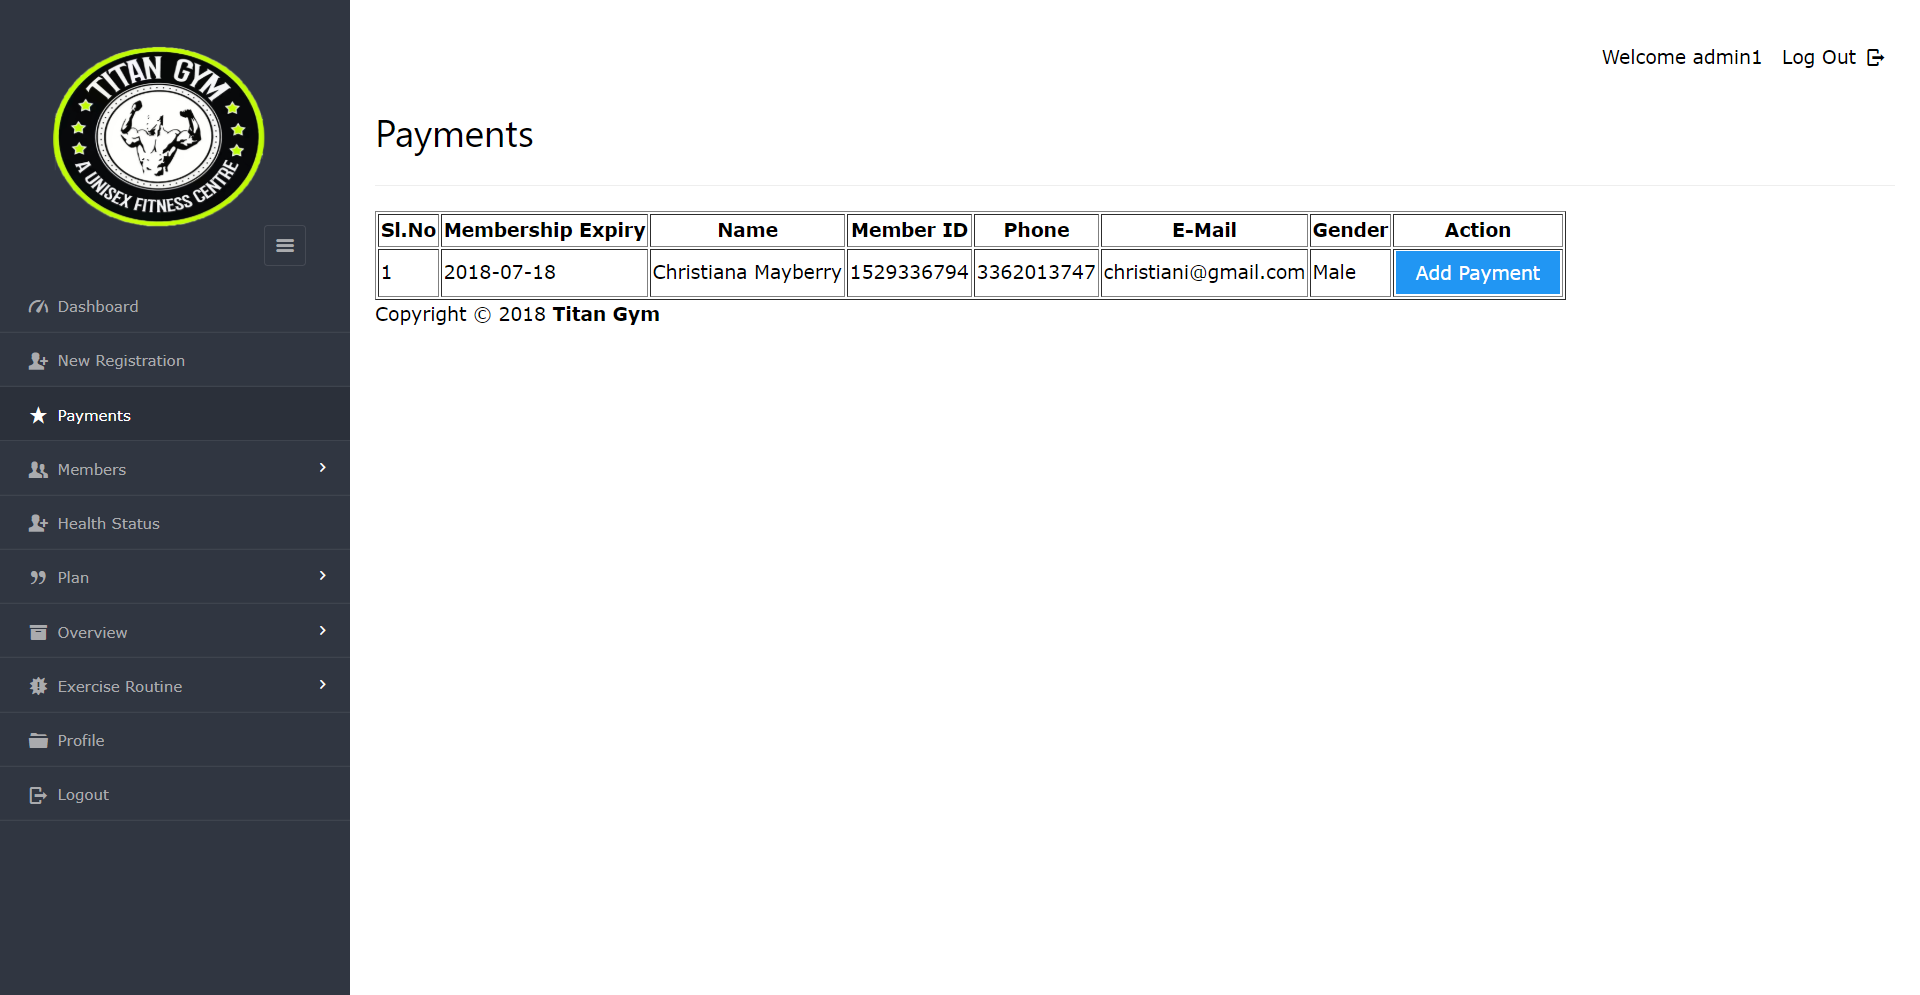 TITAN GYM
A UNISEX FITNESS CENTRE
Welcome admin1 Log Out
Dashboard
New Registration
Payments
Members
Health Status
Plan
Overview
Exercise Routine
Profile
Logout
Payments
Sl.No Membership Expiry Name Member ID Phone E-Mail Gender Action
1 2018-07-18 Christiana Mayberry 1529336794 3362013747 christiani@gmail.com Male Add Payment
Copyright © 2018 Titan Gym